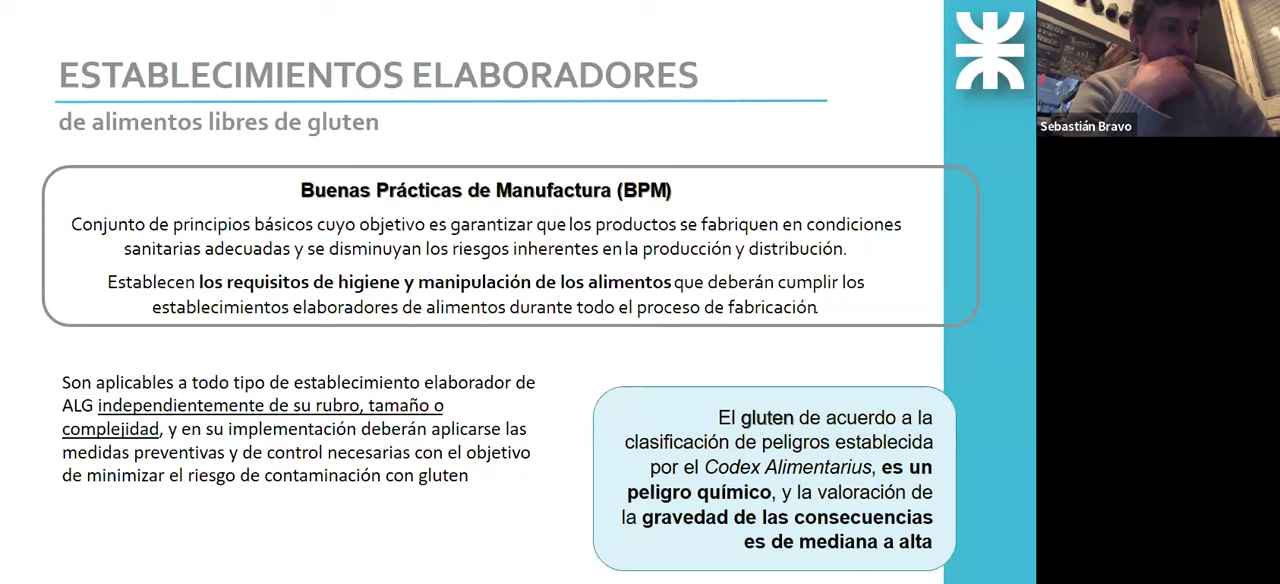 ESTABLECIMIENTOS ELABORADORES
de alimentos libres de gluten
Buenas Prácticas de Manufactura (BPM)
Conjunto de principios básicos cuyo objetivo es garantizar que los productos se fabriquen en condiciones
sanitarias adecuadas y se disminuyan los riesgos inherentes en la producción y distribución.
Establecen los requisitos de higiene y manipulación de los alimentos que deberán cumplir los
establecimientos elaboradores de alimentos durante todo el proceso de fabricación.
Son aplicables a todo tipo de establecimiento elaborador de
ALG independientemente de su rubro, tamaño o
complejidad, y en su implementación deberán aplicarse las
medidas preventivas y de control necesarias con el objetivo
de minimizar el riesgo de contaminación con gluten
El gluten de acuerdo a la
clasificación de peligros establecida
por el Codex Alimentarius, es un
peligro químico, y la valoración de
la gravedad de las consecuencias
es de mediana a alta
Sebastián Bravo